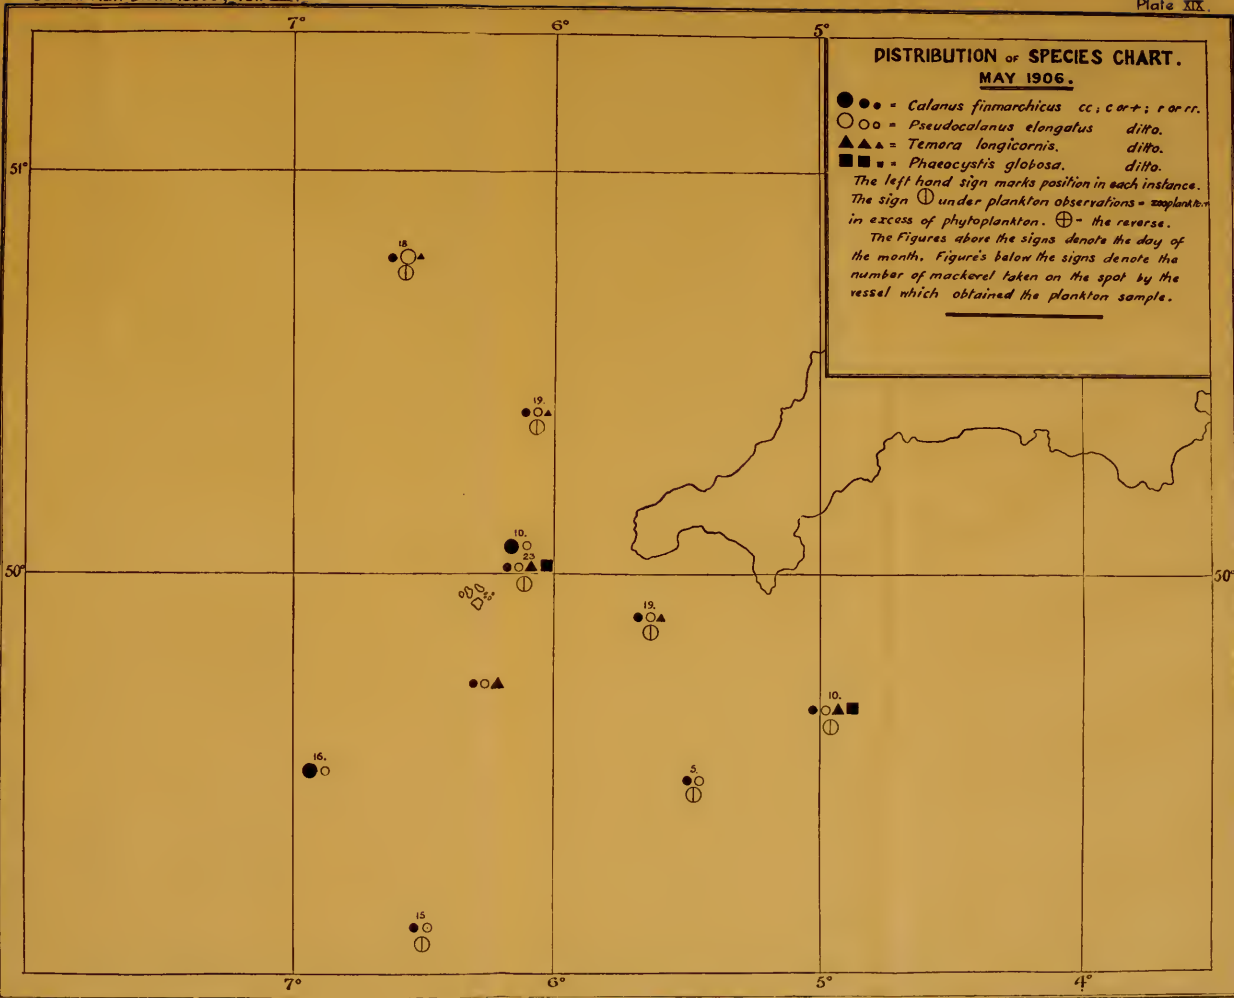 Plate XIX.
7° 6° 5°
DISTRIBUTION OF SPECIES CHART.
MAY 1906.
= Calanus finmarchicus cc; c or +; r or rr.
= Pseudocalanus elongatus ditto.
= Temora longicornis. ditto.
= Phaeocystis globosa. ditto.
The left hand sign marks position in each instance.
The sign under plankton observations = zooplankton
in excess of phytoplankton. = the reverse.
The Figures above the signs denote the day of
the month. Figures below the signs denote the
number of mackerel taken on the spot by the
vessel which obtained the plankton sample.
51°
18
19.
10.
23
50° 50°
19.
10.
16.
5.
15
7° 6° 5° 4°